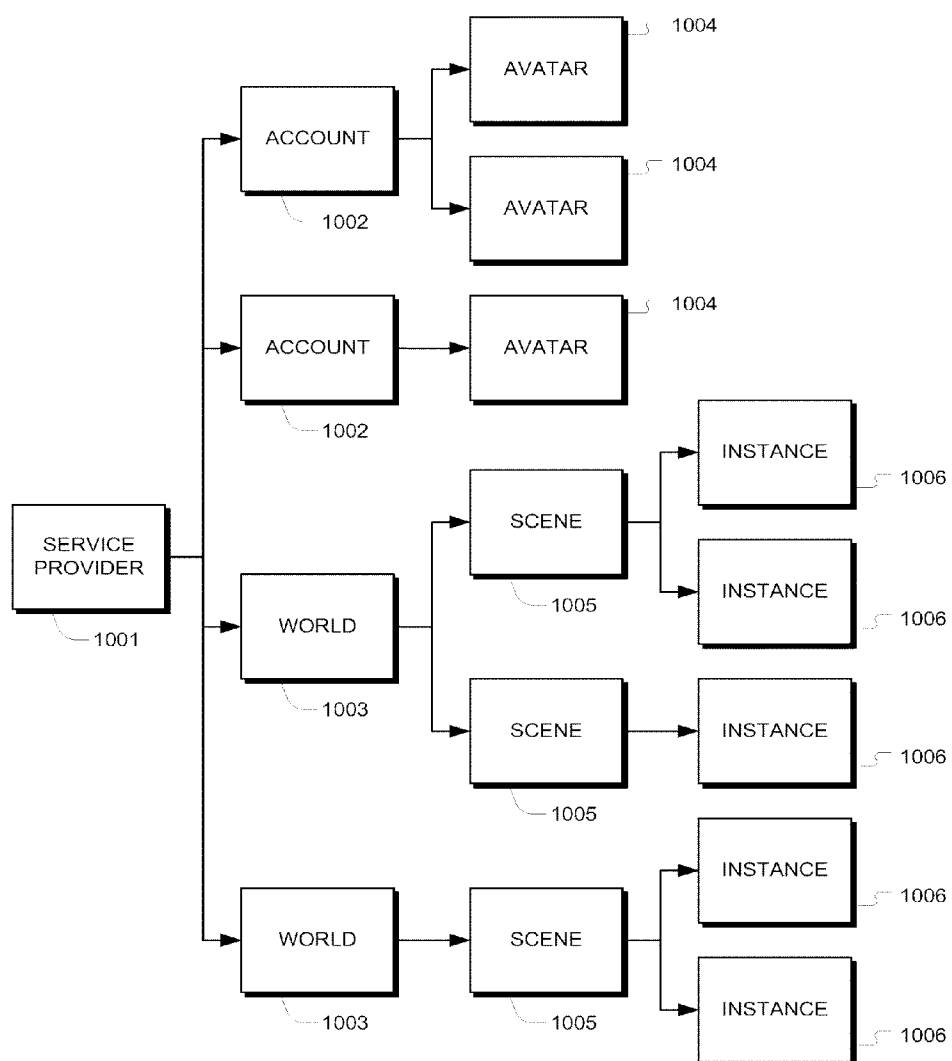 1004
AVATAR
ACCOUNT
1004
1002
AVATAR
1004
ACCOUNT
AVATAR
1002
INSTANCE
1006
SCENE
SERVICE
PROVIDER
INSTANCE
1005
1001
WORLD
1006
1003
SCENE
INSTANCE
1006
1005
INSTANCE
1006
WORLD
SCENE
INSTANCE
1003
1005
1006